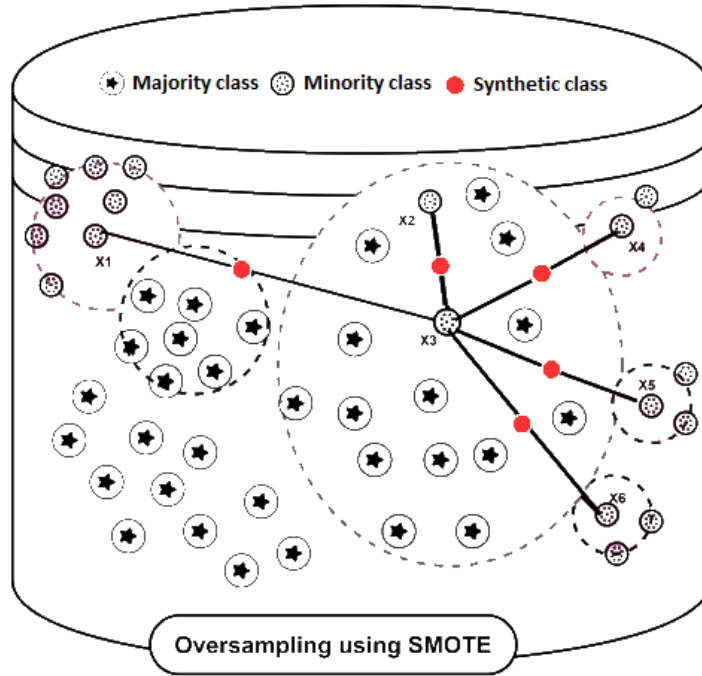 Majority class Minority class Synthetic class
X1
X2
X3
X4
X5
X6
Oversampling using SMOTE